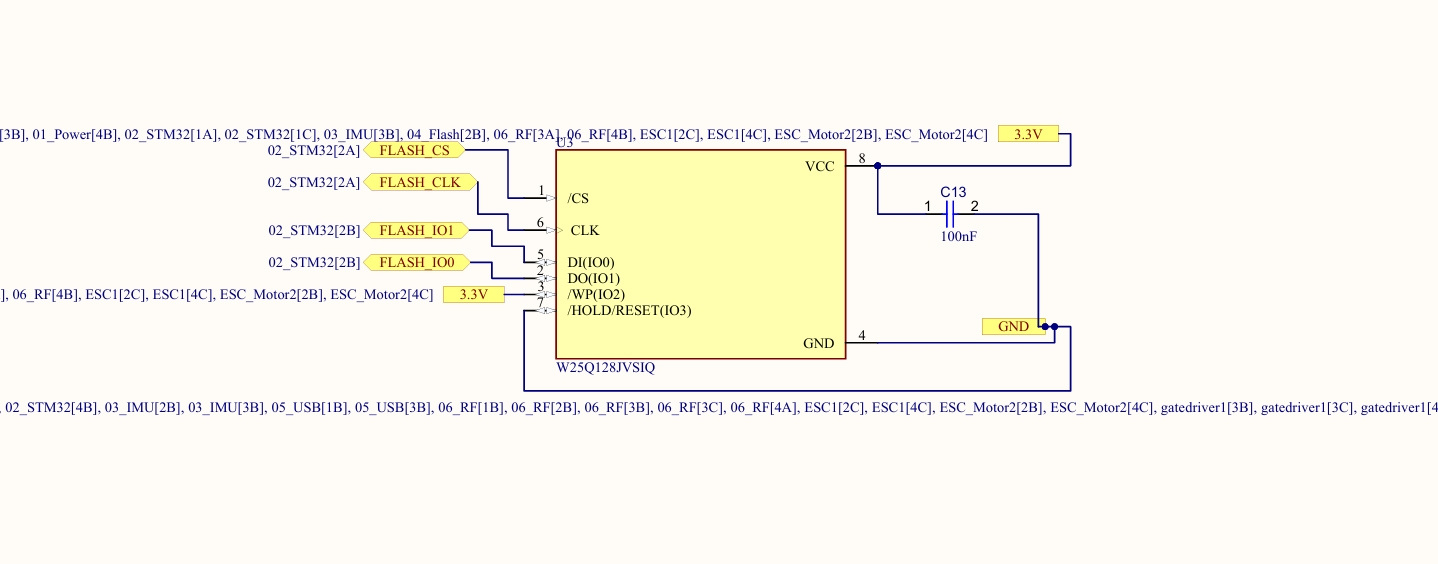 [3B], 01_Power[4B], 02_STM32[1A], 02_STM32[1C], 03_IMU[3B], 04_Flash[2B], 06_RF[3A], 06_RF[4B], ESC1[2C], ESC1[4C], ESC_Motor2[2B], ESC_Motor2[4C] 3.3V
U3
02_STM32[2A] FLASH_CS
VCC 8
02_STM32[2A] FLASH_CLK
1 /CS
C13
1 2
100nF
6 CLK
02_STM32[2B] FLASH_IO1
5 DI(IO0)
02_STM32[2B] FLASH_IO0
2 DO(IO1)
], 06_RF[4B], ESC1[2C], ESC1[4C], ESC_Motor2[2B], ESC_Motor2[4C] 3.3V
3 /WP(IO2)
7 /HOLD/RESET(IO3)
GND
GND 4
W25Q128JVSIQ
, 02_STM32[4B], 03_IMU[2B], 03_IMU[3B], 05_USB[1B], 05_USB[3B], 06_RF[1B], 06_RF[2B], 06_RF[3B], 06_RF[3C], 06_RF[4A], ESC1[2C], ESC1[4C], ESC_Motor2[2B], ESC_Motor2[4C], gatedriver1[3B], gatedriver1[3C], gatedriver1[4